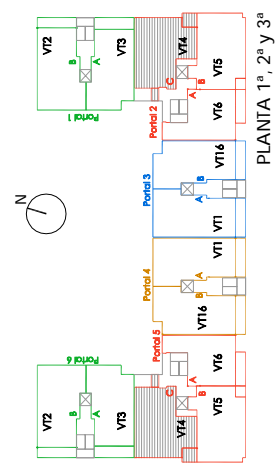 PLANTA 1ª, 2ª y 3ª
N
VT2
B
A
VT3
Portal 1
VT4
C
B
A
VT5
VT6
Portal 2
VT16
Portal 3
B
A
VT1
VT1
Portal 4
B
A
VT16
Portal 5
VT6
A
B
C
VT5
VT4
Portal 6
VT2
B
A
VT3